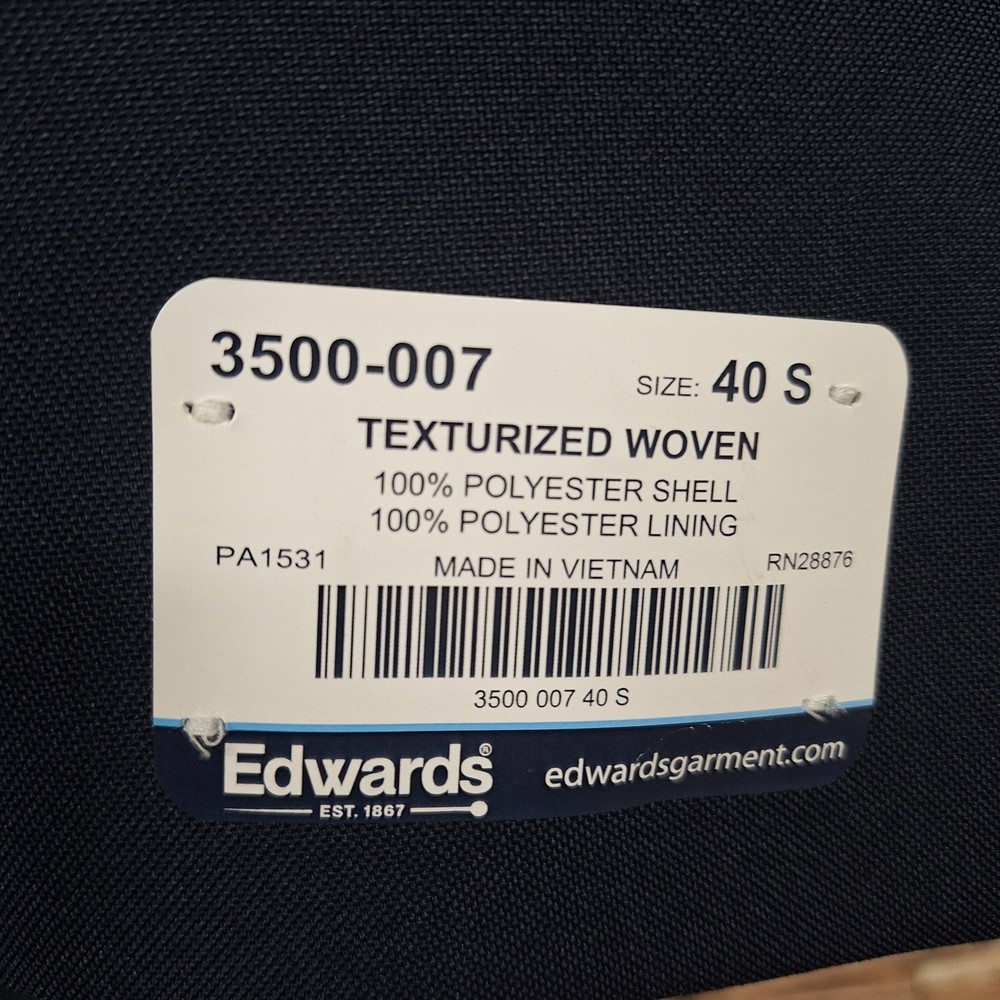 3500-007
SIZE: 40 S
TEXTURIZED WOVEN
100% POLYESTER SHELL
100% POLYESTER LINING
PA1531
MADE IN VIETNAM
RN28876
3500 007 40 S
Edwards®
EST. 1867
edwardsgarment.com